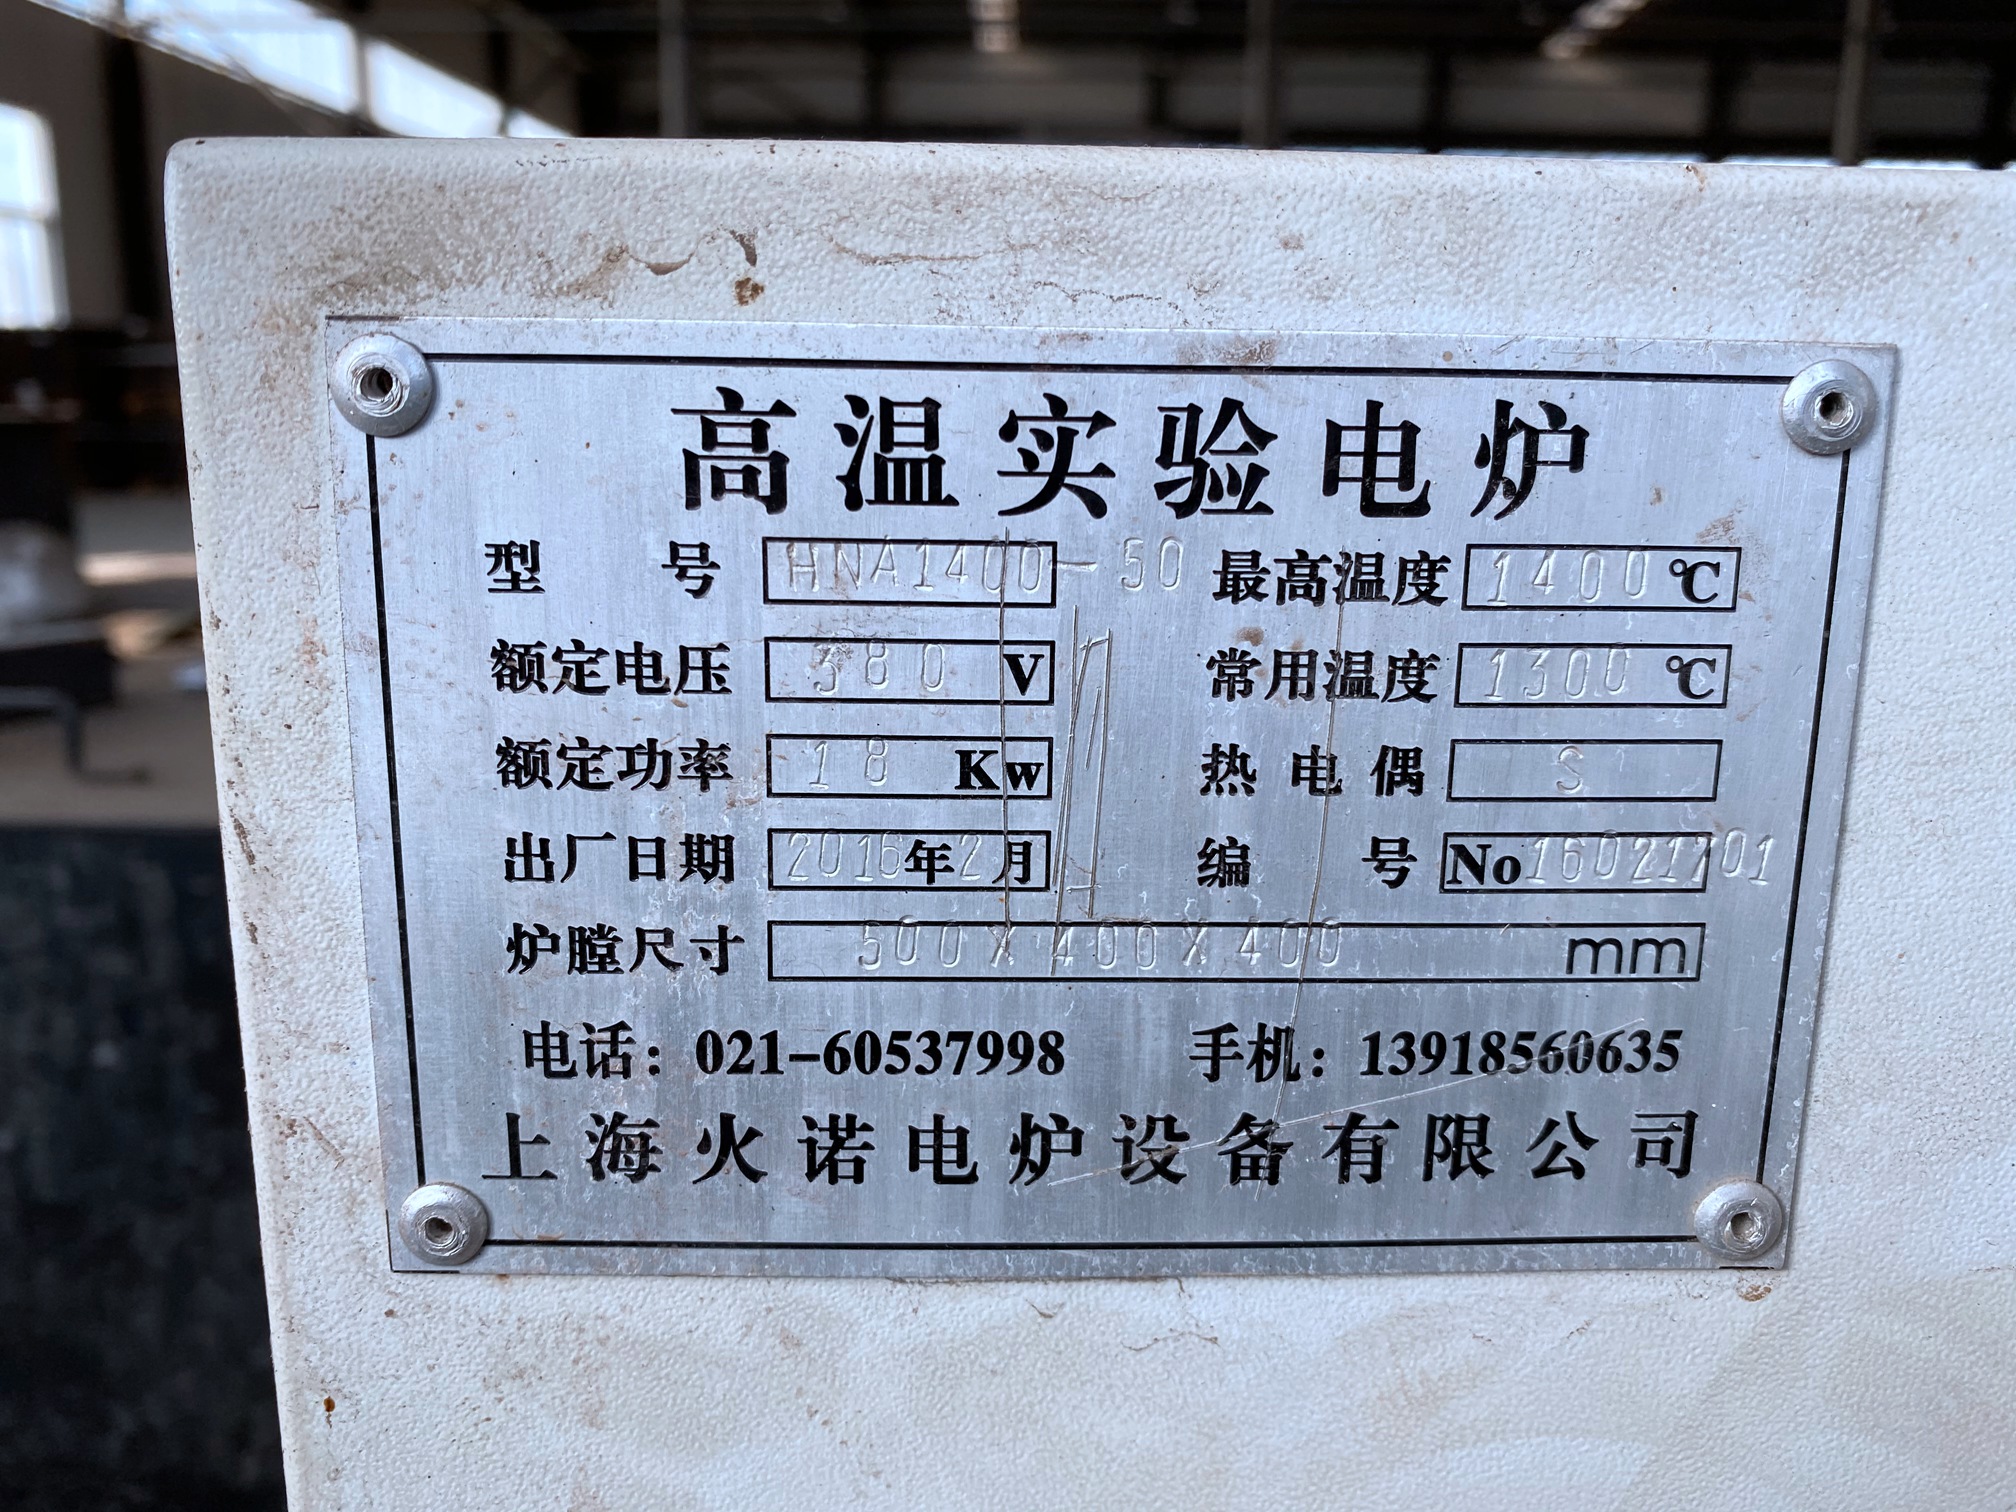 高温实验电炉
型号 HNA1400-50 最高温度 1400 ℃
额定电压 380 V 常用温度 1300 ℃
额定功率 18 Kw 热电偶 S
出厂日期 2016年2月 编号 No16021701
炉膛尺寸 500X400X400 mm
电话：021-60537998 手机：13918560635
上海火诺电炉设备有限公司